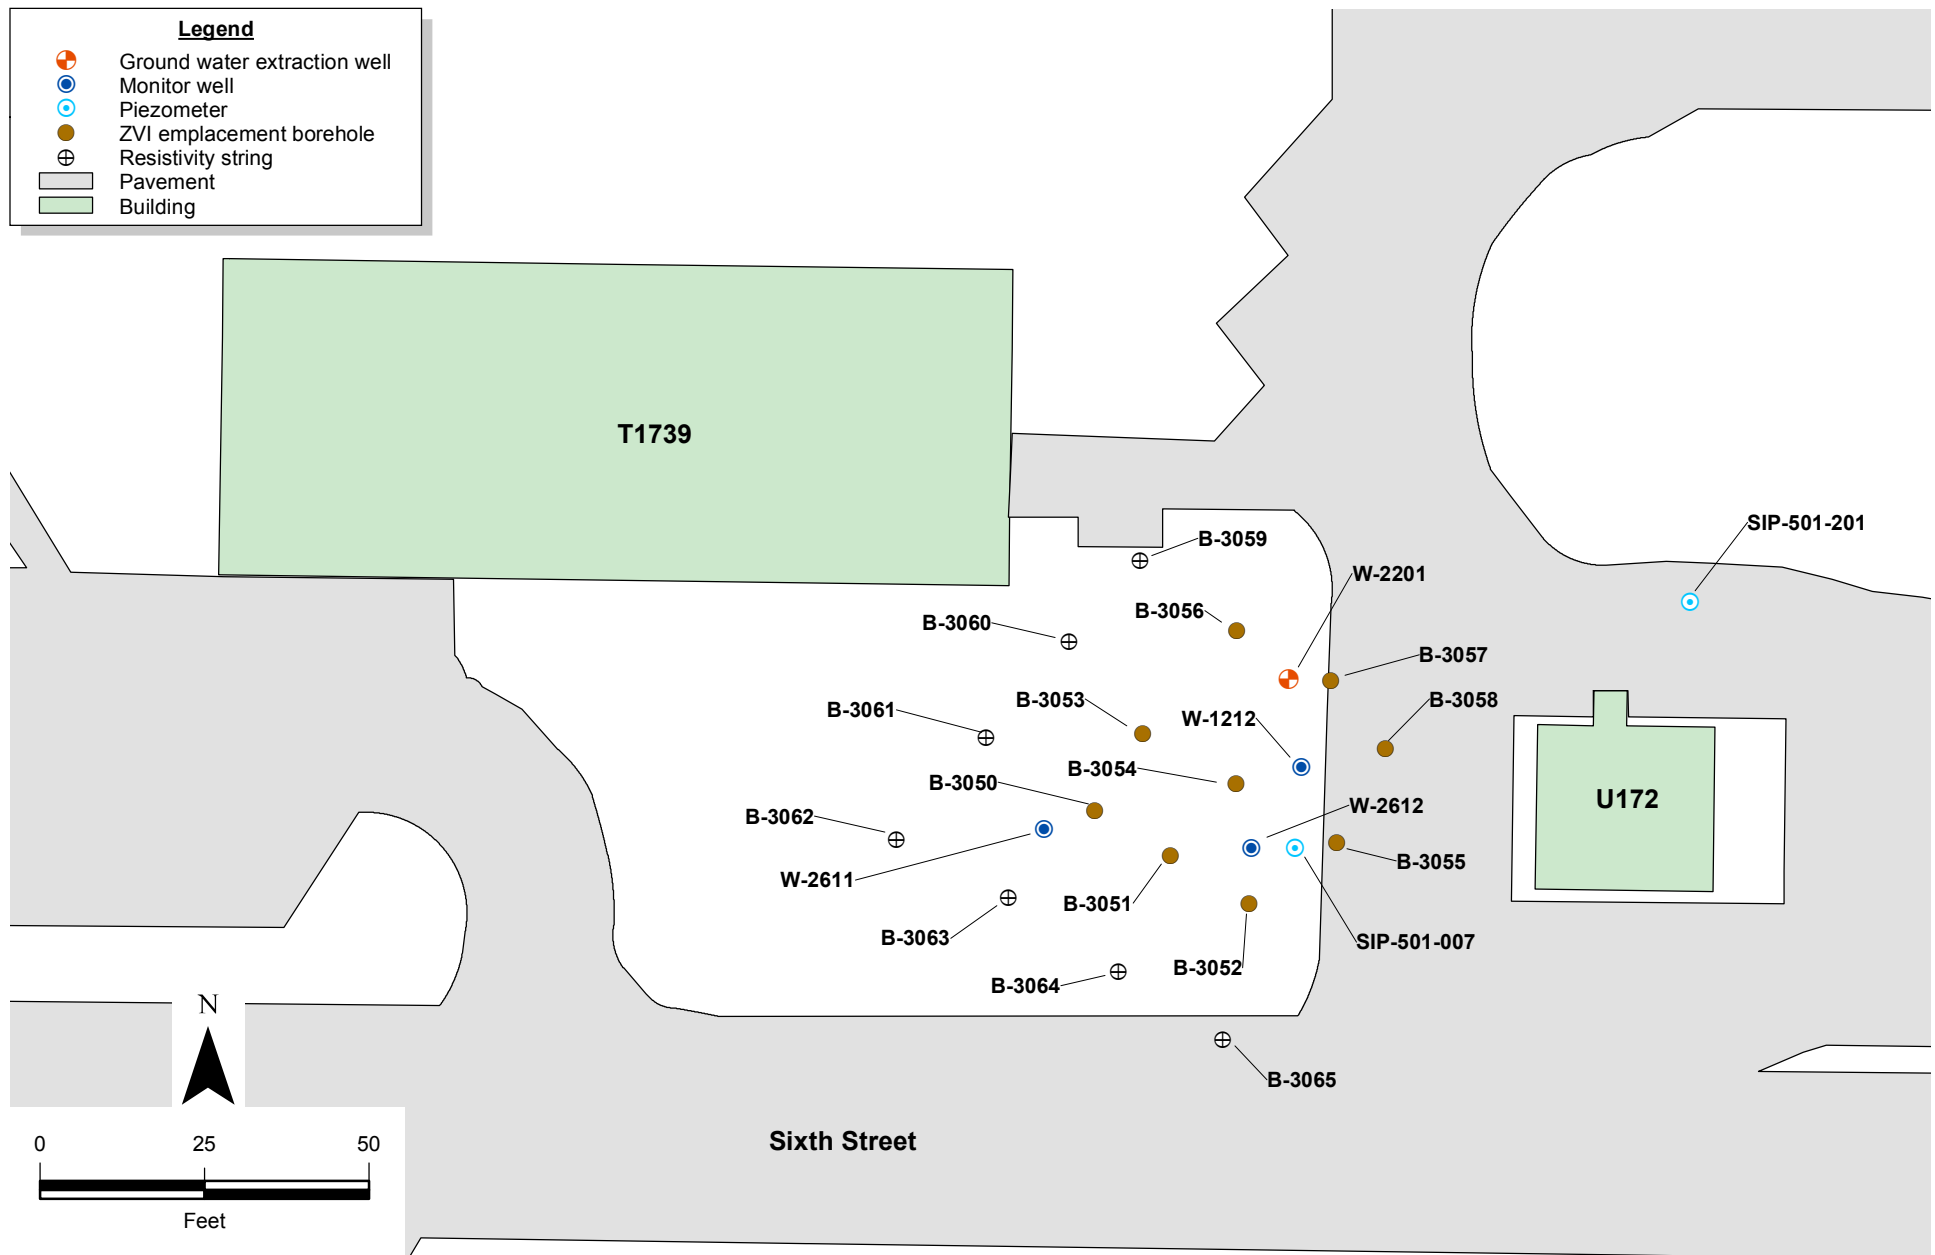 Legend
Ground water extraction well
Monitor well
Piezometer
ZVI emplacement borehole
Resistivity string
Pavement
Building
T1739
SIP-501-201
B-3059
W-2201
B-3056
B-3060
B-3057
B-3053
B-3058
B-3061
W-1212
B-3054
B-3050
U172
W-2612
B-3062
B-3055
W-2611
B-3051
B-3063
SIP-501-007
B-3052
B-3064
N
B-3065
Sixth Street
0 25 50
Feet